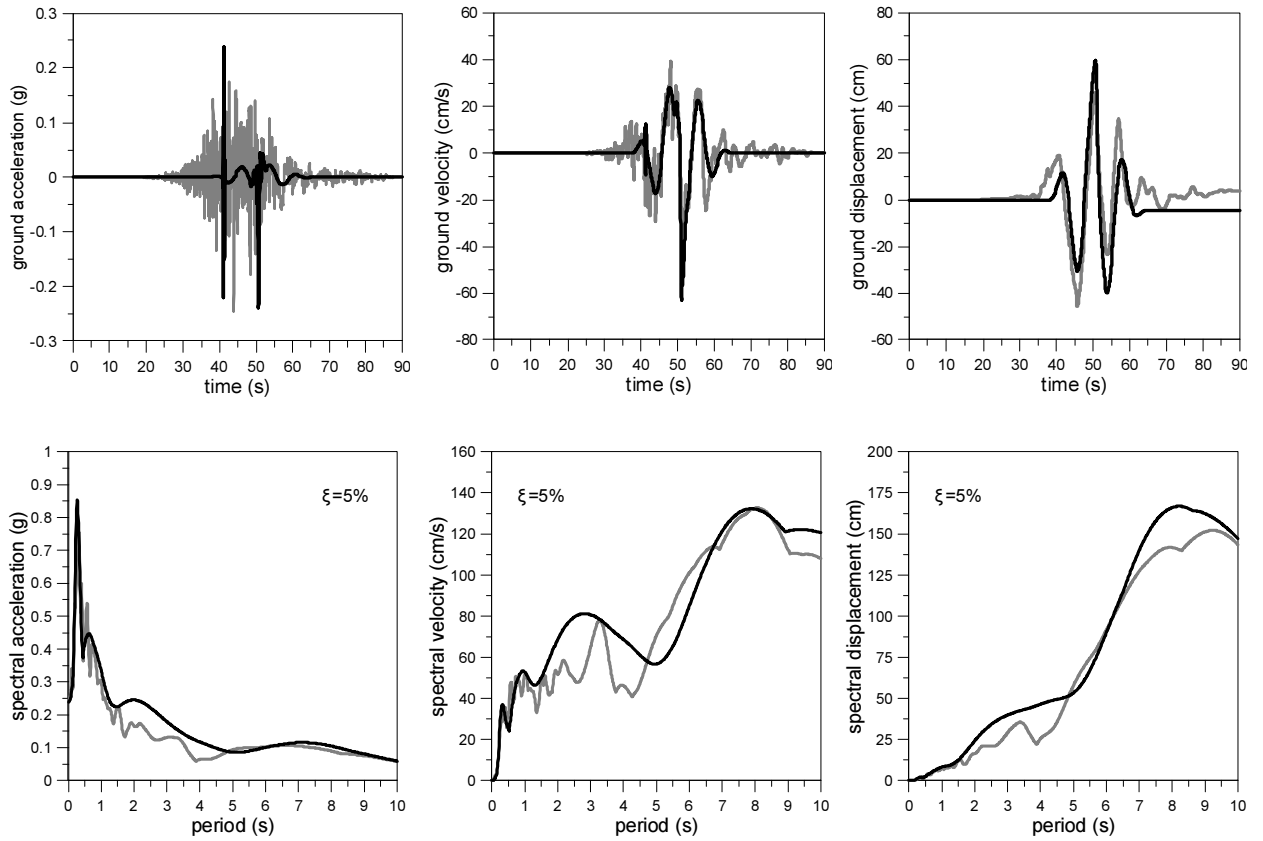 0.3
0.2
0.1
0
-0.1
-0.2
-0.3
ground acceleration (g)
0 10 20 30 40 50 60 70 80 90
time (s)
60
40
20
0
-20
-40
-60
-80
ground velocity (cm/s)
0 10 20 30 40 50 60 70 80 90
time (s)
80
60
40
20
0
-20
-40
-60
ground displacement (cm)
0 10 20 30 40 50 60 70 80 90
time (s)
1
0.9
0.8
0.7
0.6
0.5
0.4
0.3
0.2
0.1
0
spectral acceleration (g)
ξ=5%
0 1 2 3 4 5 6 7 8 9 10
period (s)
160
140
120
100
80
60
40
20
0
spectral velocity (cm/s)
ξ=5%
0 1 2 3 4 5 6 7 8 9 10
period (s)
200
175
150
125
100
75
50
25
0
spectral displacement (cm)
ξ=5%
0 1 2 3 4 5 6 7 8 9 10
period (s)